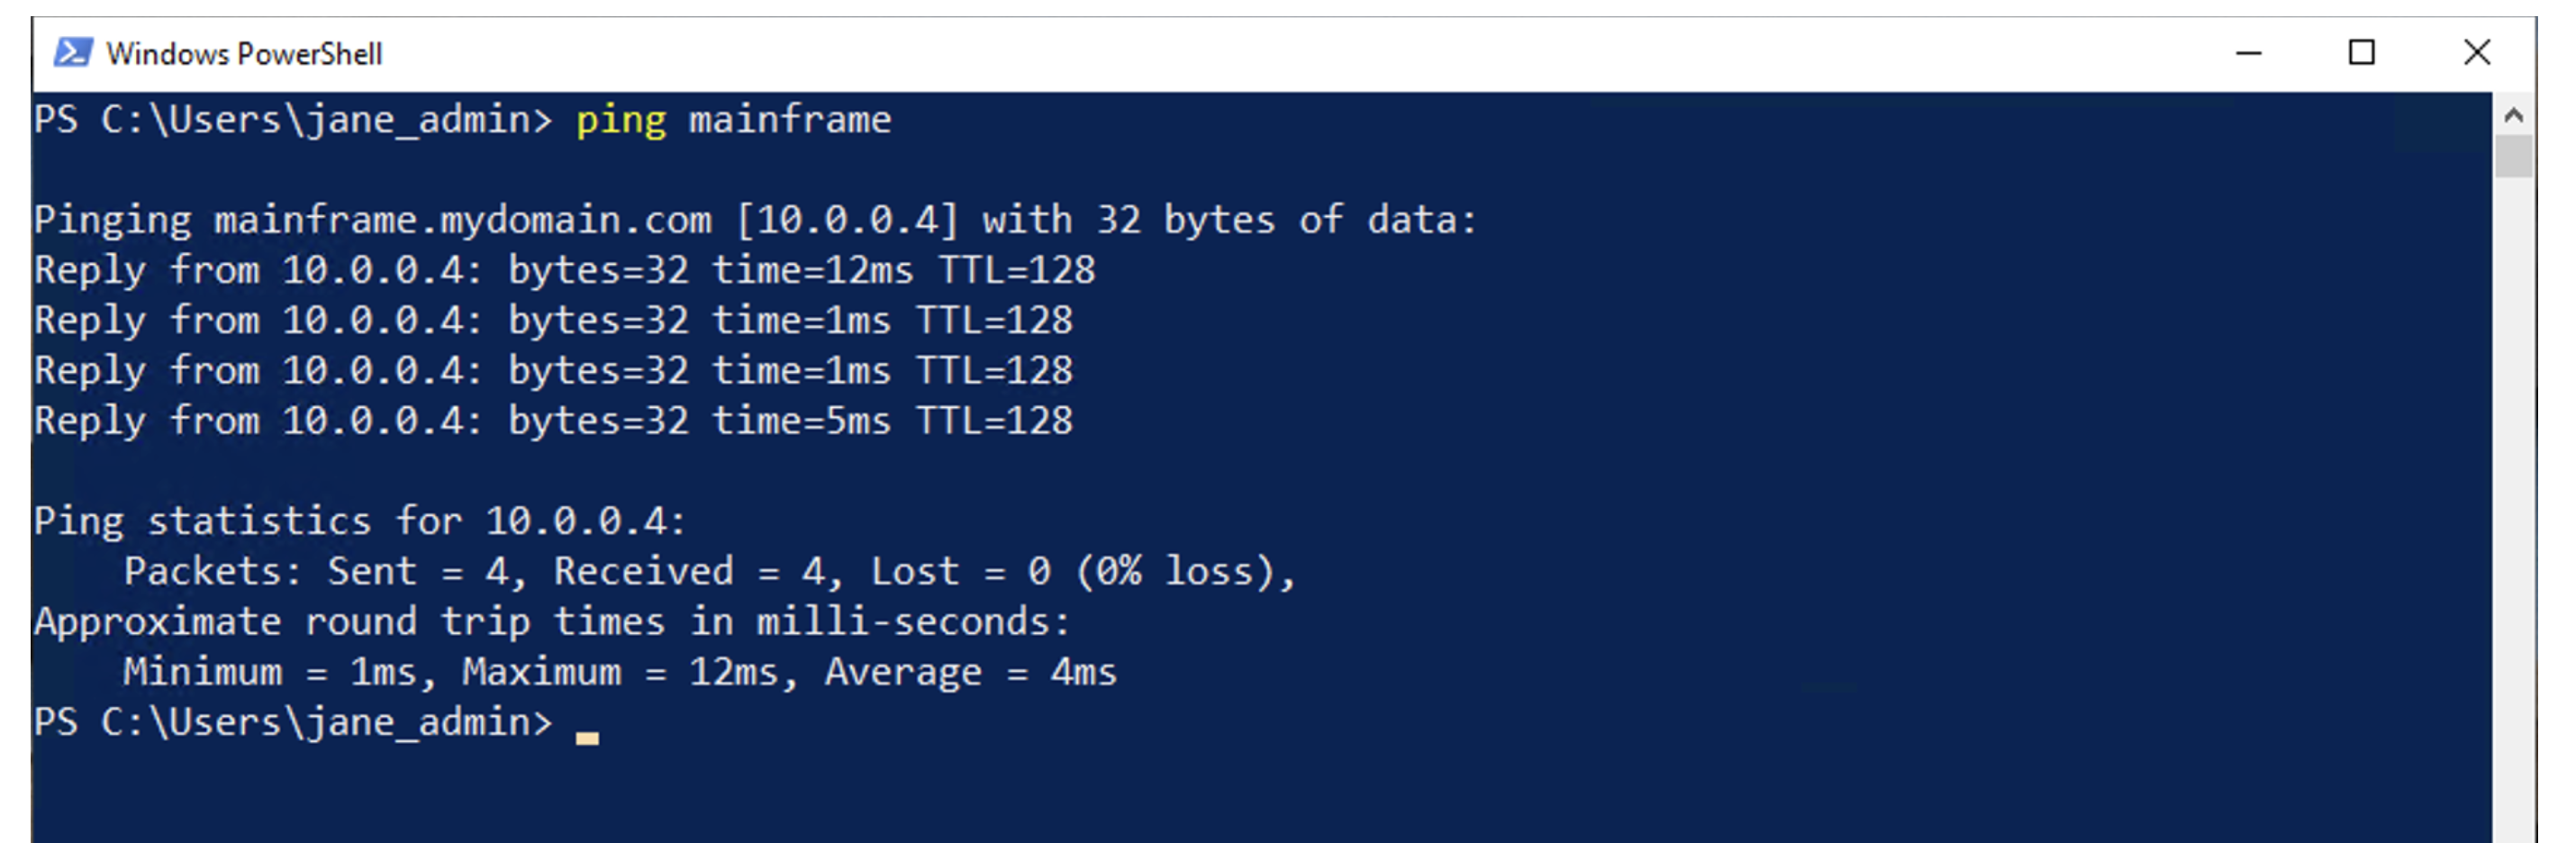 Windows PowerShell
PS C:\Users\jane_admin> ping mainframe
Pinging mainframe.mydomain.com [10.0.0.4] with 32 bytes of data:
Reply from 10.0.0.4: bytes=32 time=12ms TTL=128
Reply from 10.0.0.4: bytes=32 time=1ms TTL=128
Reply from 10.0.0.4: bytes=32 time=1ms TTL=128
Reply from 10.0.0.4: bytes=32 time=5ms TTL=128
Ping statistics for 10.0.0.4:
    Packets: Sent = 4, Received = 4, Lost = 0 (0% loss),
Approximate round trip times in milli-seconds:
    Minimum = 1ms, Maximum = 12ms, Average = 4ms
PS C:\Users\jane_admin>